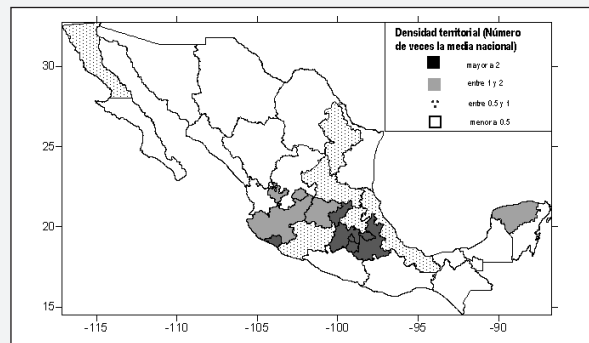 Densidad territorial (Número
de veces la media nacional)
mayor a 2
entre 1 y 2
entre 0.5 y 1
menor a 0.5
30
25
20
15
-115
-110
-105
-100
-95
-90